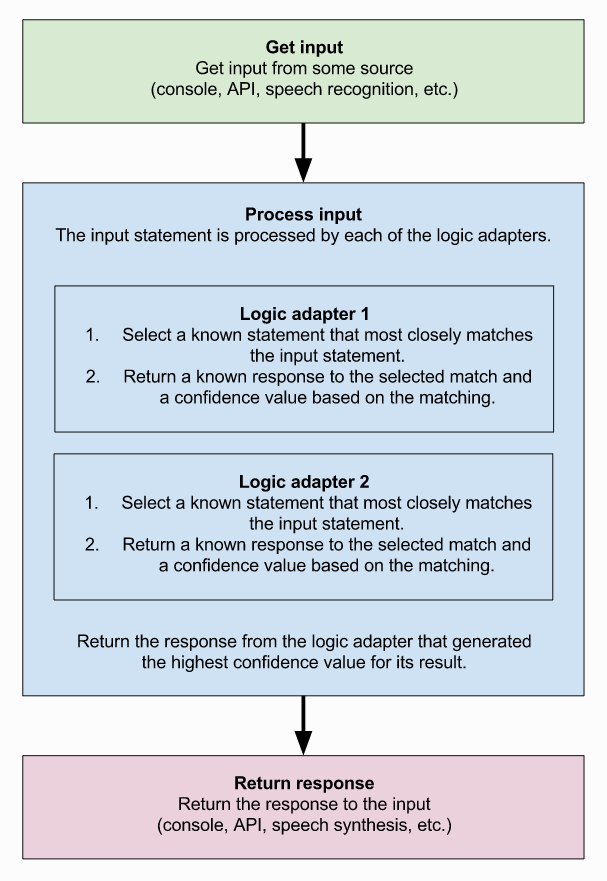 Get input
Get input from some source
(console, API, speech recognition, etc.)
Process input
The input statement is processed by each of the logic adapters.
Logic adapter 1
1. Select a known statement that most closely matches
the input statement.
2. Return a known response to the selected match and
a confidence value based on the matching.
Logic adapter 2
1. Select a known statement that most closely matches
the input statement.
2. Return a known response to the selected match and
a confidence value based on the matching.
Return the response from the logic adapter that generated
the highest confidence value for its result.
Return response
Return the response to the input
(console, API, speech synthesis, etc.)